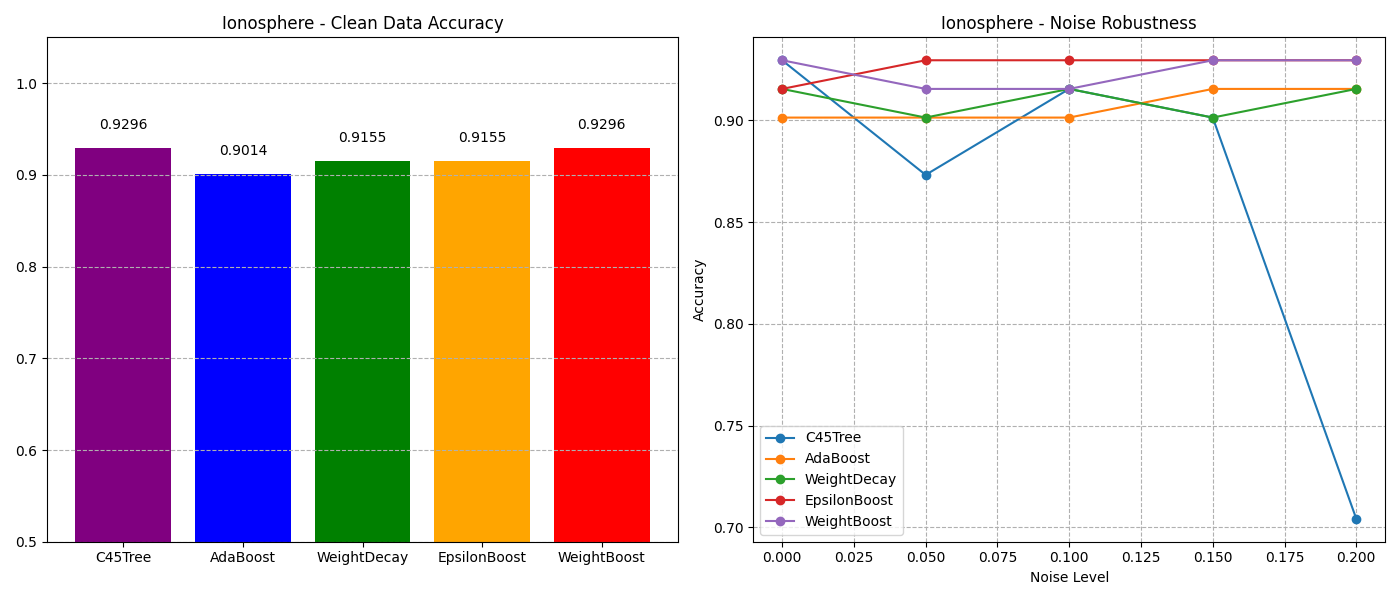 Ionosphere - Clean Data Accuracy
1.0
0.9
0.8
0.7
0.6
0.5
0.9296
0.9014
0.9155
0.9155
0.9296
C45Tree
AdaBoost
WeightDecay
EpsilonBoost
WeightBoost
Ionosphere - Noise Robustness
Accuracy
0.90
0.85
0.80
0.75
0.70
C45Tree
AdaBoost
WeightDecay
EpsilonBoost
WeightBoost
0.000 0.025 0.050 0.075 0.100 0.125 0.150 0.175 0.200
Noise Level